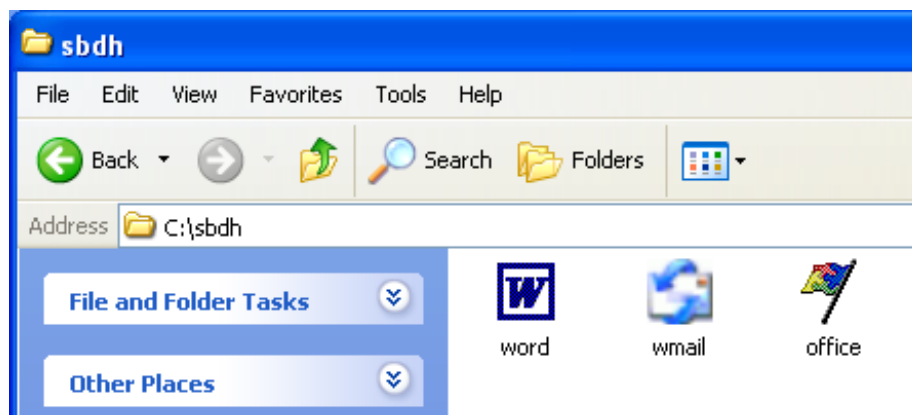 sbdh
File Edit View Favorites Tools Help
Back Search Folders
Address C:\sbdh
File and Folder Tasks
Other Places
W
word wmail office